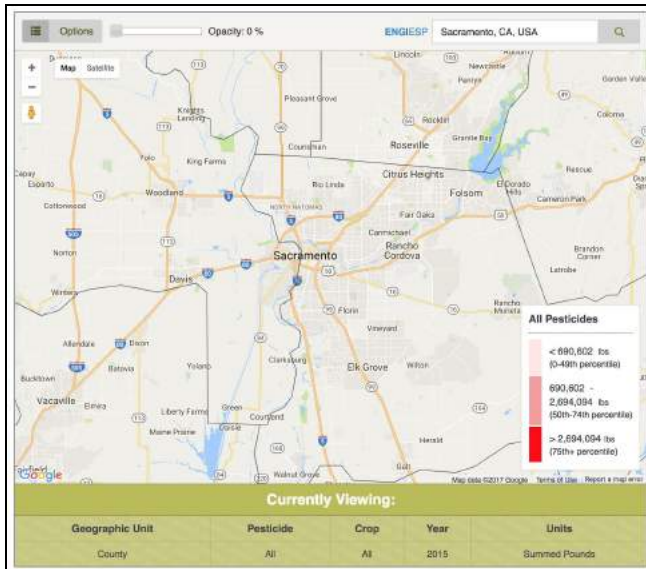 Options
Opacity: 0 %
ENG|ESP
Sacramento, CA, USA
+
Map Satellite
−
Lincoln
Newcastle
Penryn
Garden Valley
Pleasant Grove
Knights
Landing
Rocklin
Coloma
Roseville
Granite Bay
Yolo
King Farms
Counsman
Capay
Esparto
Woodland
Rio Linda
Citrus Heights
Folsom
El Dorado
Hills
Rescue
Cameron Park
Cottonwood
NORTH NATOMAS
Fair Oaks
Carmichael
Norton
Sacramento
Rancho
Cordova
Brandon
Corner
Latrobe
Davis
Winters
Rancho
Murieta
Florin
Vineyard
Allendale
Dixon
Batavia
Yolano
Clarksburg
Elk Grove
Wilton
Bucktown
Vacaville
Elmira
Liberty Farms
Green
Courtland
Maine Prairie
Herald
Fairfield
Walnut Grove
Galt
All Pesticides
< 690,602 lbs
(0-49th percentile)
690,602 -
2,694,094 lbs
(50th-74th percentile)
> 2,694,094 lbs
(75th+ percentile)
Google
Map data ©2017 Google Terms of Use Report a map error
Currently Viewing:
Geographic Unit Pesticide Crop Year Units
County All All 2015 Summed Pounds